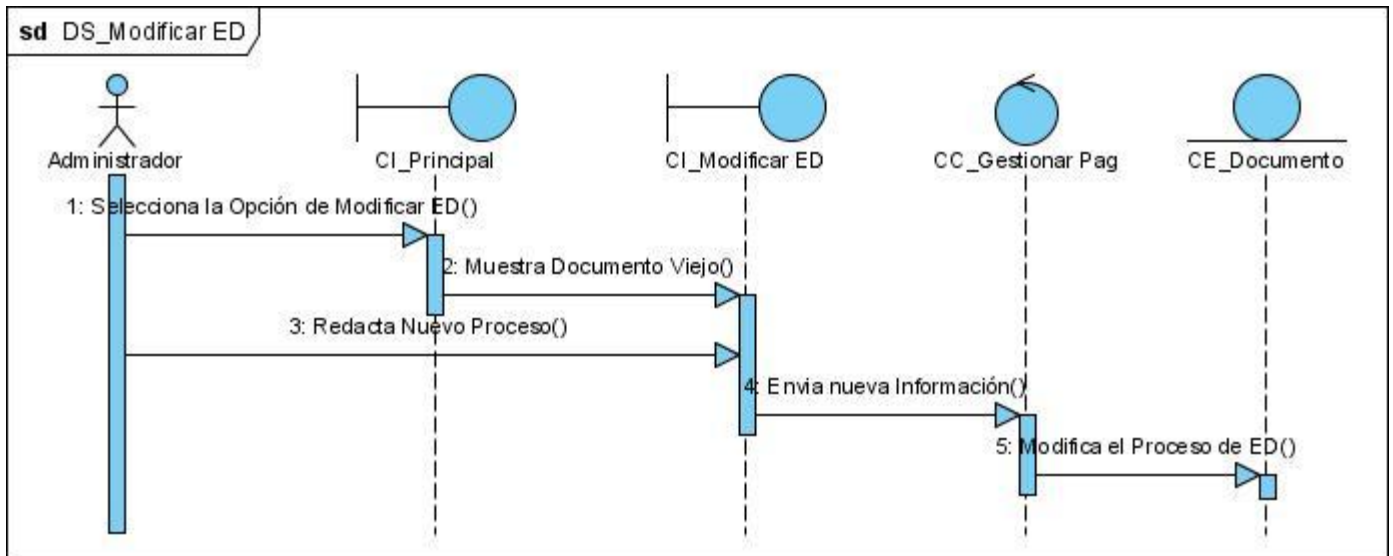 sd DS_Modificar ED
Administrador
CI_Principal
CI_Modificar ED
CC_Gestionar Pag
CE_Documento
1: Selecciona la Opción de Modificar ED()
2: Muestra Documento Viejo()
3: Redacta Nuevo Proceso()
4: Envia nueva Información()
5: Modifica el Proceso de ED()